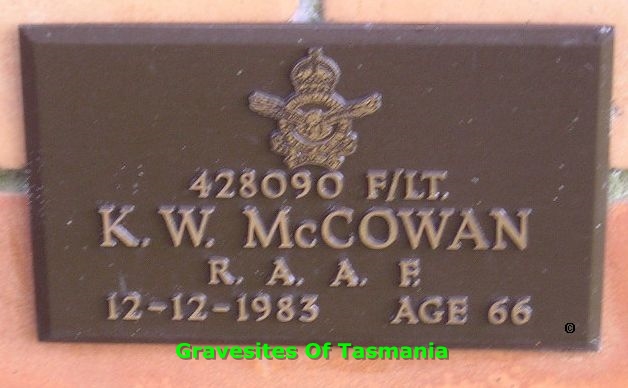 428090 F/LT.
K. W. McCOWAN
R. A. A. F.
12-12-1983 AGE 66
©
Gravesites Of Tasmania